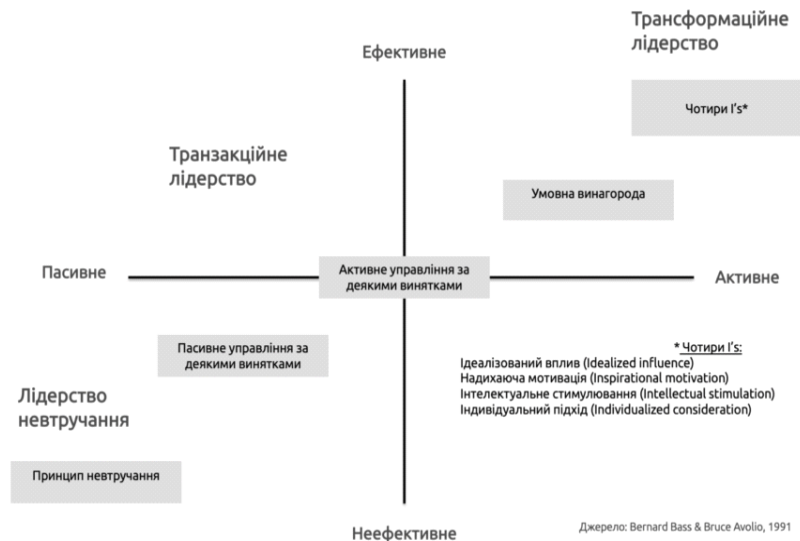 Трансформаційне
лідерство
Ефективне
Чотири I's*
Транзакційне
лідерство
Умовна винагорода
Пасивне
Активне управління за
деякими винятками
Активне
Пасивне управління за
деякими винятками
* Чотири I's:
Ідеалізований вплив (Idealized influence)
Надихаюча мотивація (Inspirational motivation)
Інтелектуальне стимулювання (Intellectual stimulation)
Індивідуальний підхід (Individualized consideration)
Лідерство
невтручання
Принцип невтручання
Неефективне
Джерело: Bernard Bass & Bruce Avolio, 1991